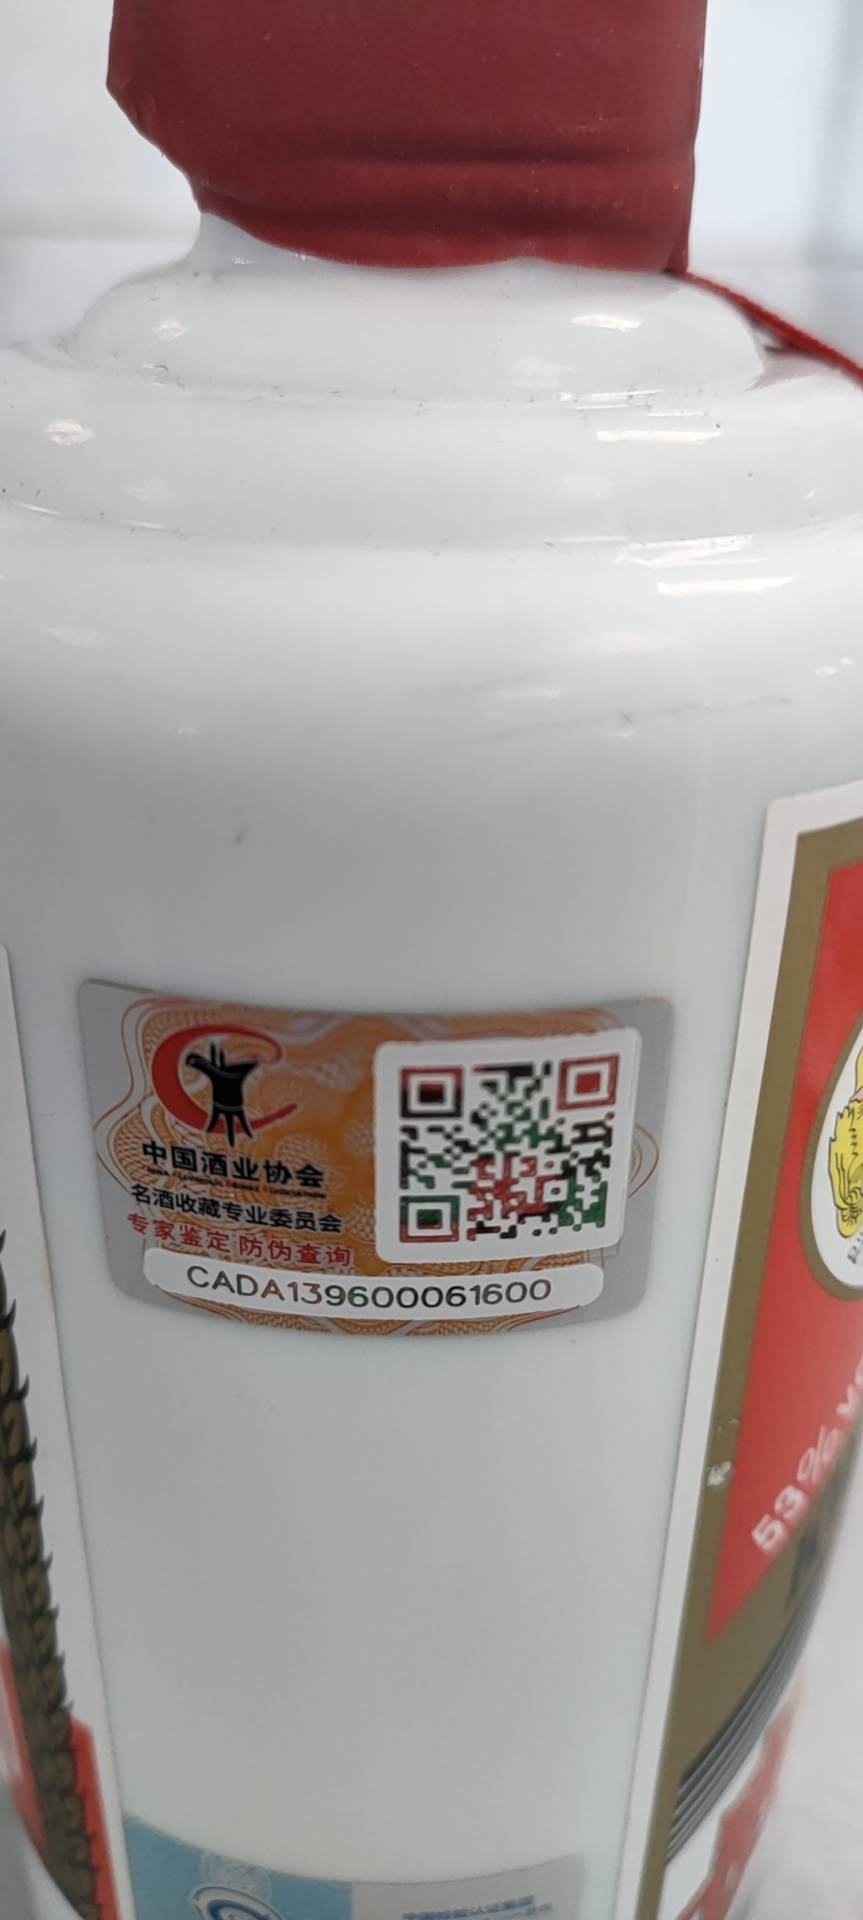 中国酒业协会
名酒收藏专业委员会
专家鉴定 防伪查询
CADA139600061600
53%